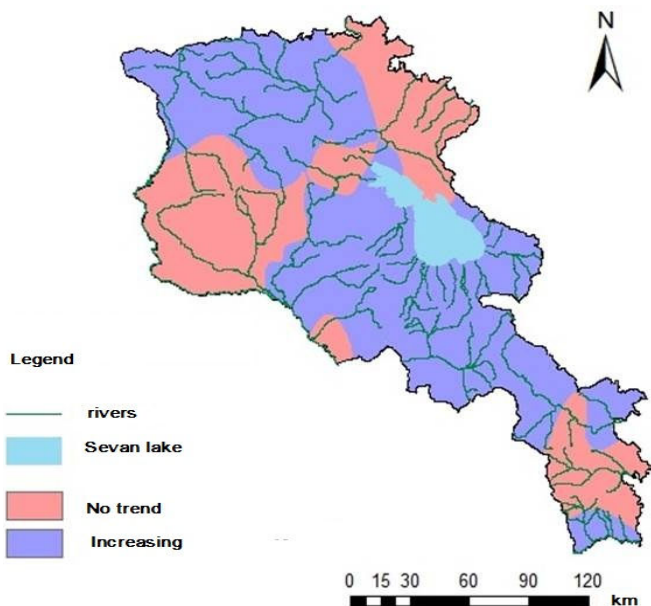 N
Legend
rivers
Sevan lake
No trend
Increasing
0 15 30 60 90 120
km